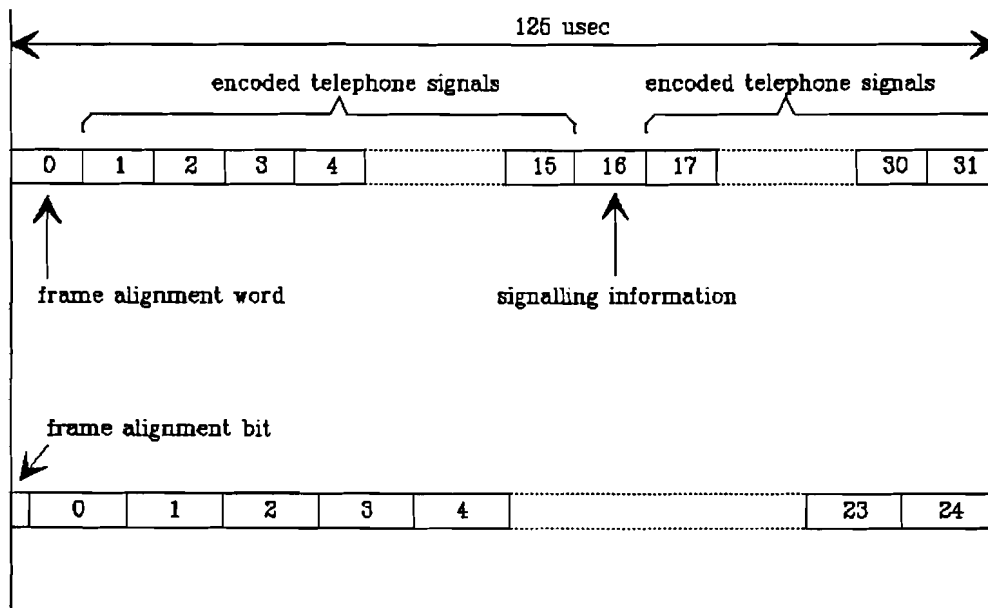 125 usec
encoded telephone signals encoded telephone signals
0 1 2 3 4 15 16 17 30 31
frame alignment word signalling information
frame alignment bit
0 1 2 3 4 23 24